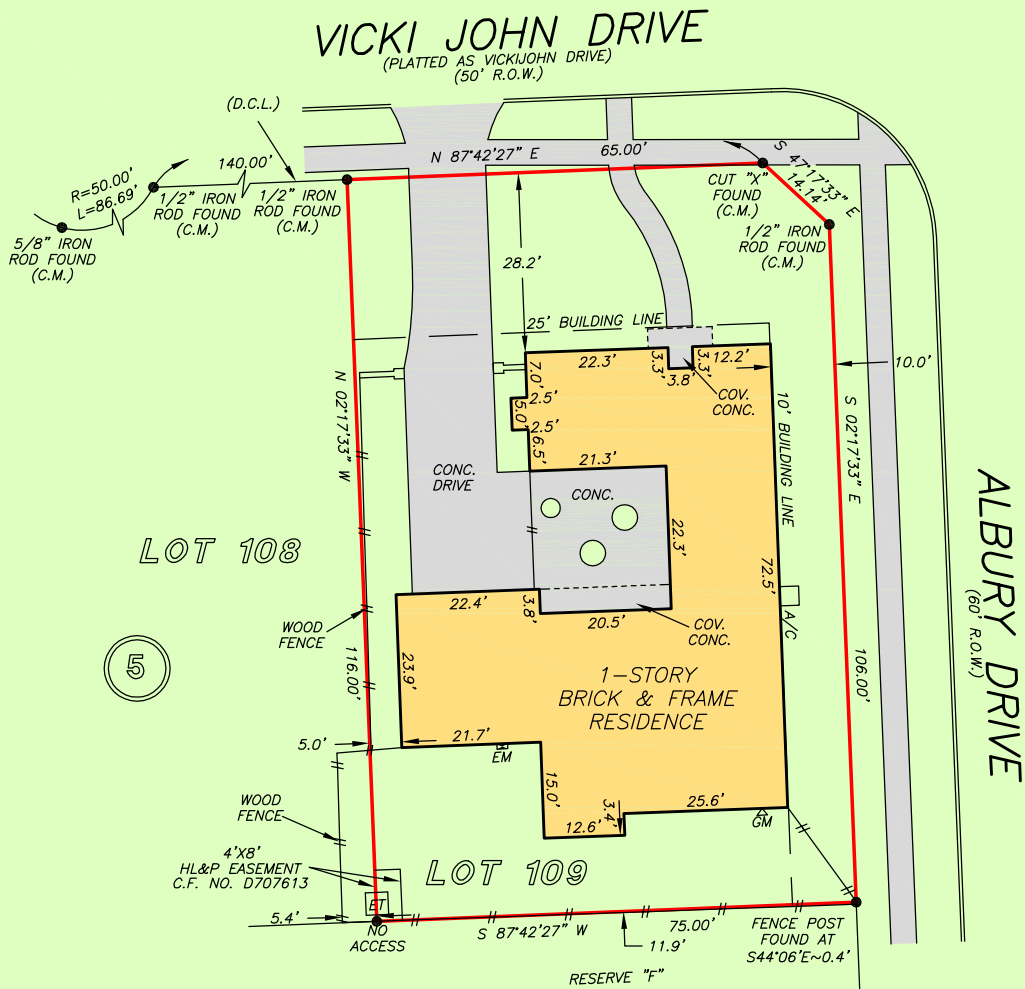 VICKI JOHN DRIVE
(PLATTED AS VICKIJOHN DRIVE)
(50' R.O.W.)
(D.C.L.)
R=50.00'
L=86.69'
140.00'
N 87°42'27" E
65.00'
S 47°17'33" E
14.14'
5/8" IRON
ROD FOUND
(C.M.)
1/2" IRON
ROD FOUND
(C.M.)
1/2" IRON
ROD FOUND
(C.M.)
CUT "X"
FOUND
(C.M.)
1/2" IRON
ROD FOUND
(C.M.)
28.2'
25' BUILDING LINE
22.3'
3.3'
3.8'
3.3'
12.2'
10.0'
7.0'
2.5'
5.0'
2.5'
6.5'
COV.
CONC.
N 02°17'33" W
10' BUILDING LINE
S 02°17'33" E
21.3'
CONC.
DRIVE
CONC.
22.3'
72.5'
ALBURY DRIVE
(60' R.O.W.)
LOT 108
5
WOOD
FENCE
22.4'
3.8'
20.5'
COV.
CONC.
A/C
116.00'
23.9'
106.00'
1-STORY
BRICK & FRAME
RESIDENCE
5.0'
21.7'
EM
15.0'
3.4'
25.6'
12.6'
GM
WOOD
FENCE
4'X8'
HL&P EASEMENT
C.F. NO. D707613
LOT 109
ET
5.4'
NO
ACCESS
S 87°42'27" W
75.00'
11.9'
FENCE POST
FOUND AT
S44°06'E~0.4'
RESERVE "F"